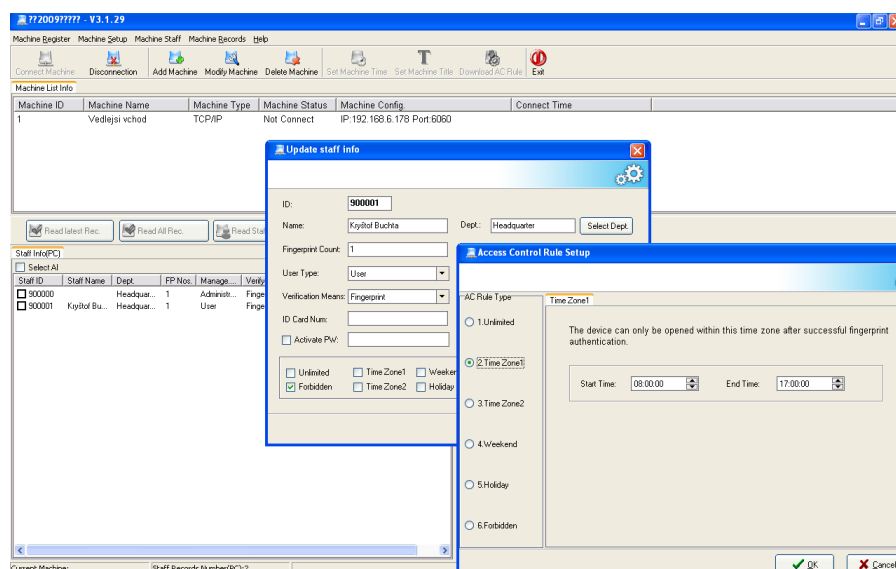 ??2009????? - V3.1.29
Machine Register Machine Setup Machine Staff Machine Records Help
Connect Machine Disconnection Add Machine Modify Machine Delete Machine Set Machine Time Set Machine Title Download AC Rule Exit
Machine List Info
Machine ID Machine Name Machine Type Machine Status Machine Config. Connect Time
1 Vedlejsi vchod TCP/IP Not Connect IP:192.168.6.178 Port:6060
Update staff info
ID: 900001
Name: Kryštof Buchta Dept.: Headquarter Select Dept.
Fingerprint Count: 1
User Type: User
Verification Means: Fingerprint
ID Card Num:
Activate PW:
Unlimited Time Zone1 Weeken
Forbidden Time Zone2 Holiday
Read latest Rec. Read All Rec. Read Staf
Staff Info(PC)
Select Al
Staff ID Staff Name Dept. FP Nos. Manage.... Verify
900000 Headquar... 1 Administr... Finge
900001 Kryštof Bu... Headquar... 1 User Finge
Access Control Rule Setup
AC Rule Type
1.Unlimited
2.Time Zone1
3.Time Zone2
4.Weekend
5.Holiday
6.Forbidden
Time Zone1
The device can only be opened within this time zone after successful fingerprint
authentication.
Start Time: 08:00:00 End Time: 17:00:00
OK Cance
Current Machine: Staff Records Number(PC):2